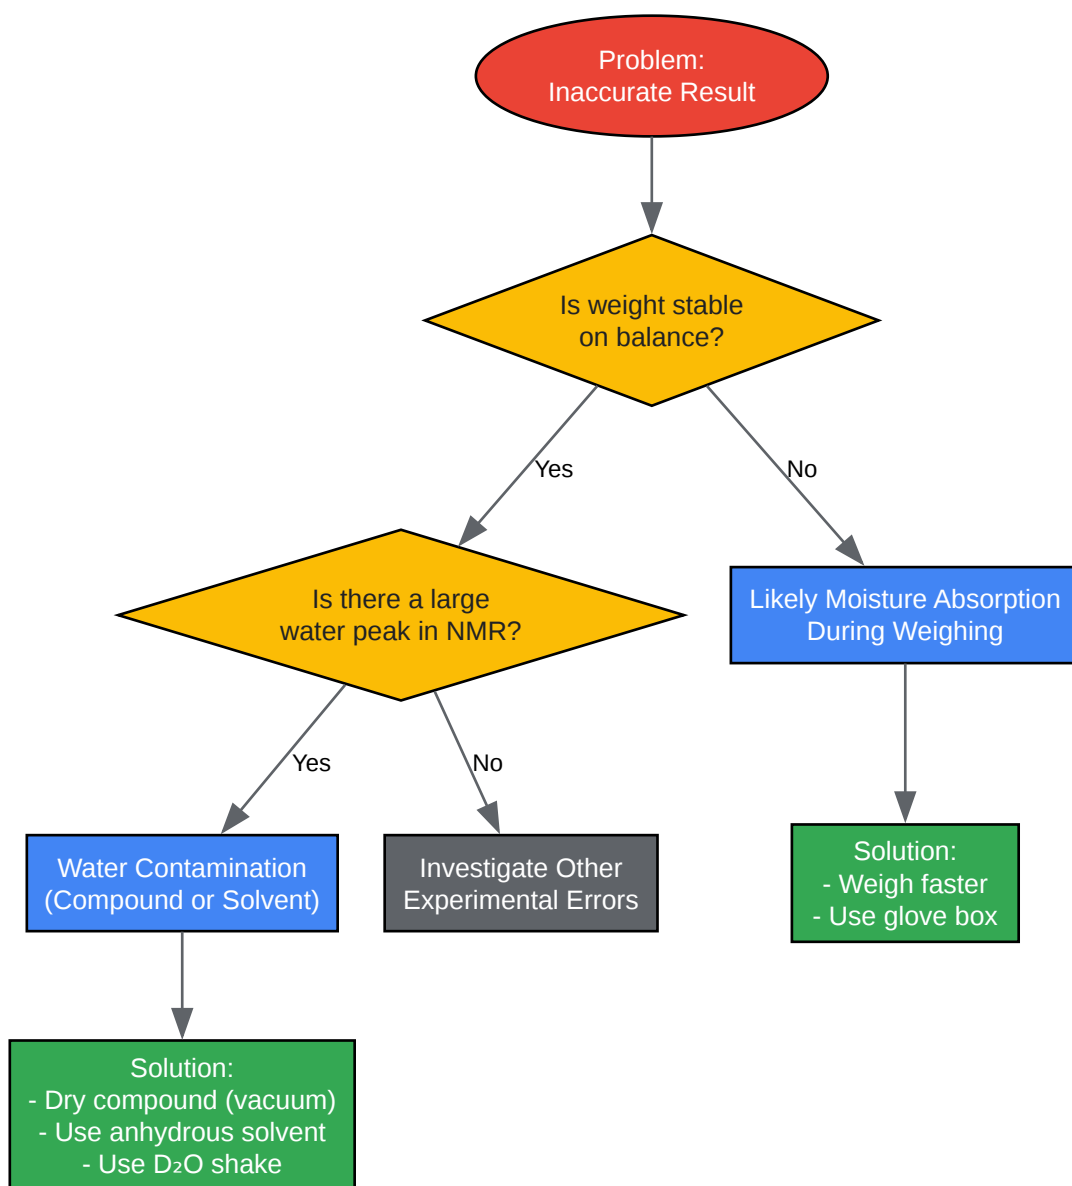 Problem:
Inaccurate Result
Is weight stable
on balance?
Yes
No
Is there a large
water peak in NMR?
Likely Moisture Absorption
During Weighing
Yes
No
Water Contamination
(Compound or Solvent)
Investigate Other
Experimental Errors
Solution:
- Weigh faster
- Use glove box
Solution:
- Dry compound (vacuum)
- Use anhydrous solvent
- Use D₂O shake